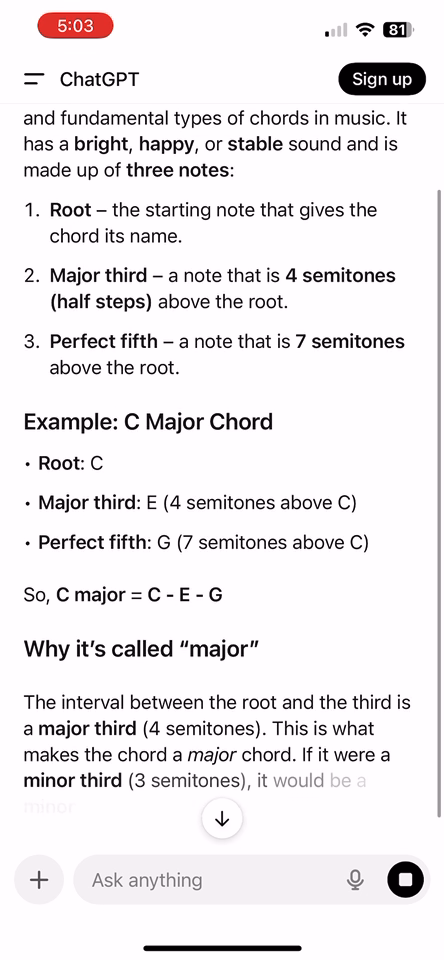 5:03
81
ChatGPT
Sign up
and fundamental types of chords in music. It
has a bright, happy, or stable sound and is
made up of three notes:
1. Root – the starting note that gives the
chord its name.
2. Major third – a note that is 4 semitones
(half steps) above the root.
3. Perfect fifth – a note that is 7 semitones
above the root.
Example: C Major Chord
• Root: C
• Major third: E (4 semitones above C)
• Perfect fifth: G (7 semitones above C)
So, C major = C - E - G
Why it's called “major”
The interval between the root and the third is
a major third (4 semitones). This is what
makes the chord a major chord. If it were a
minor third (3 semitones), it would be a
minor
Ask anything